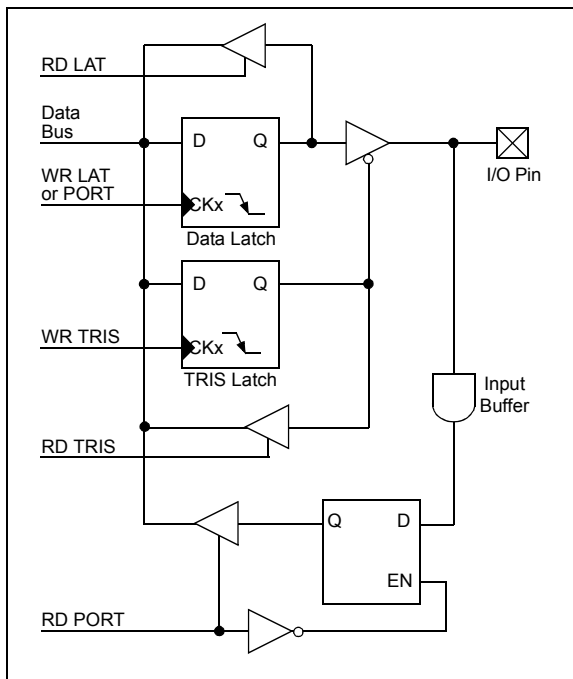 RD LAT
Data
Bus
D Q
WR LAT
or PORT
CKx
Data Latch
I/O Pin
D Q
WR TRIS
CKx
TRIS Latch
Input
Buffer
RD TRIS
Q D
EN
RD PORT